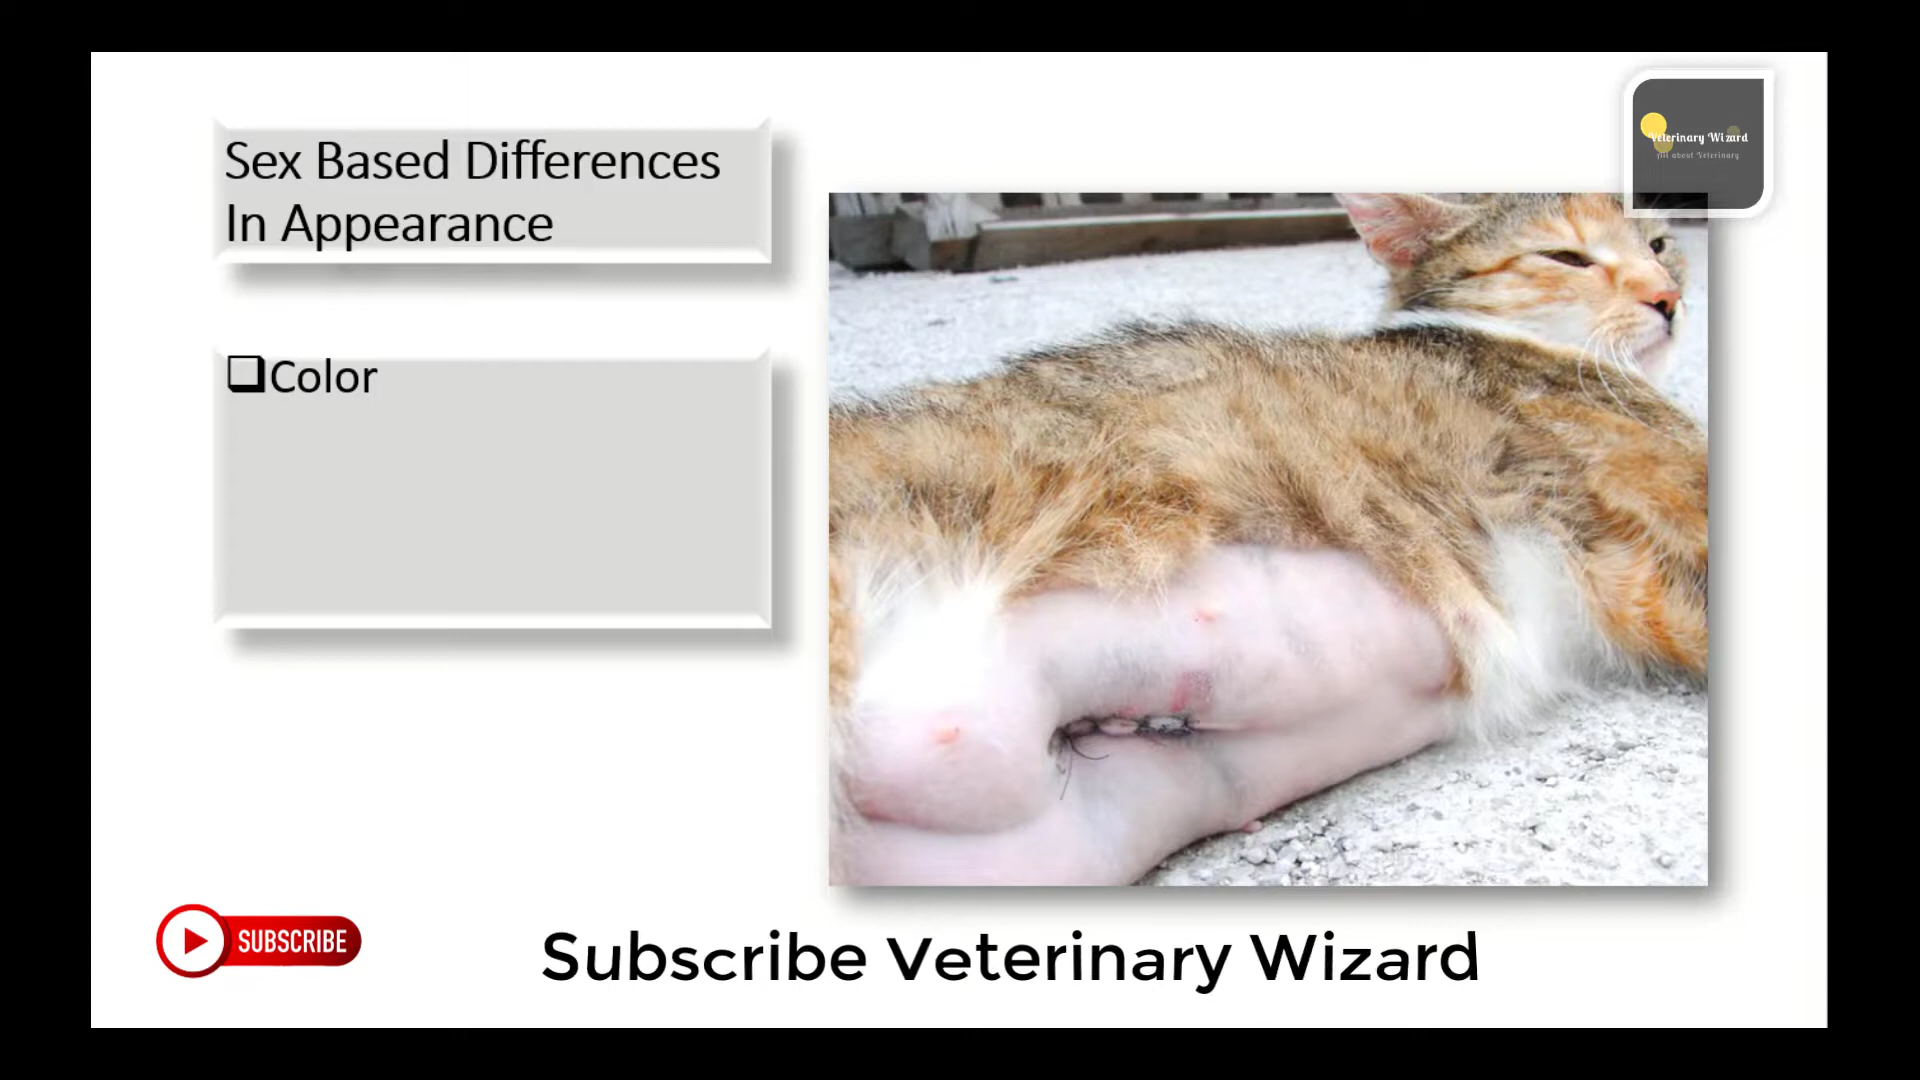 Veterinary Wizard
All about Veterinary
Sex Based Differences
In Appearance
❑Color
SUBSCRIBE
Subscribe Veterinary Wizard